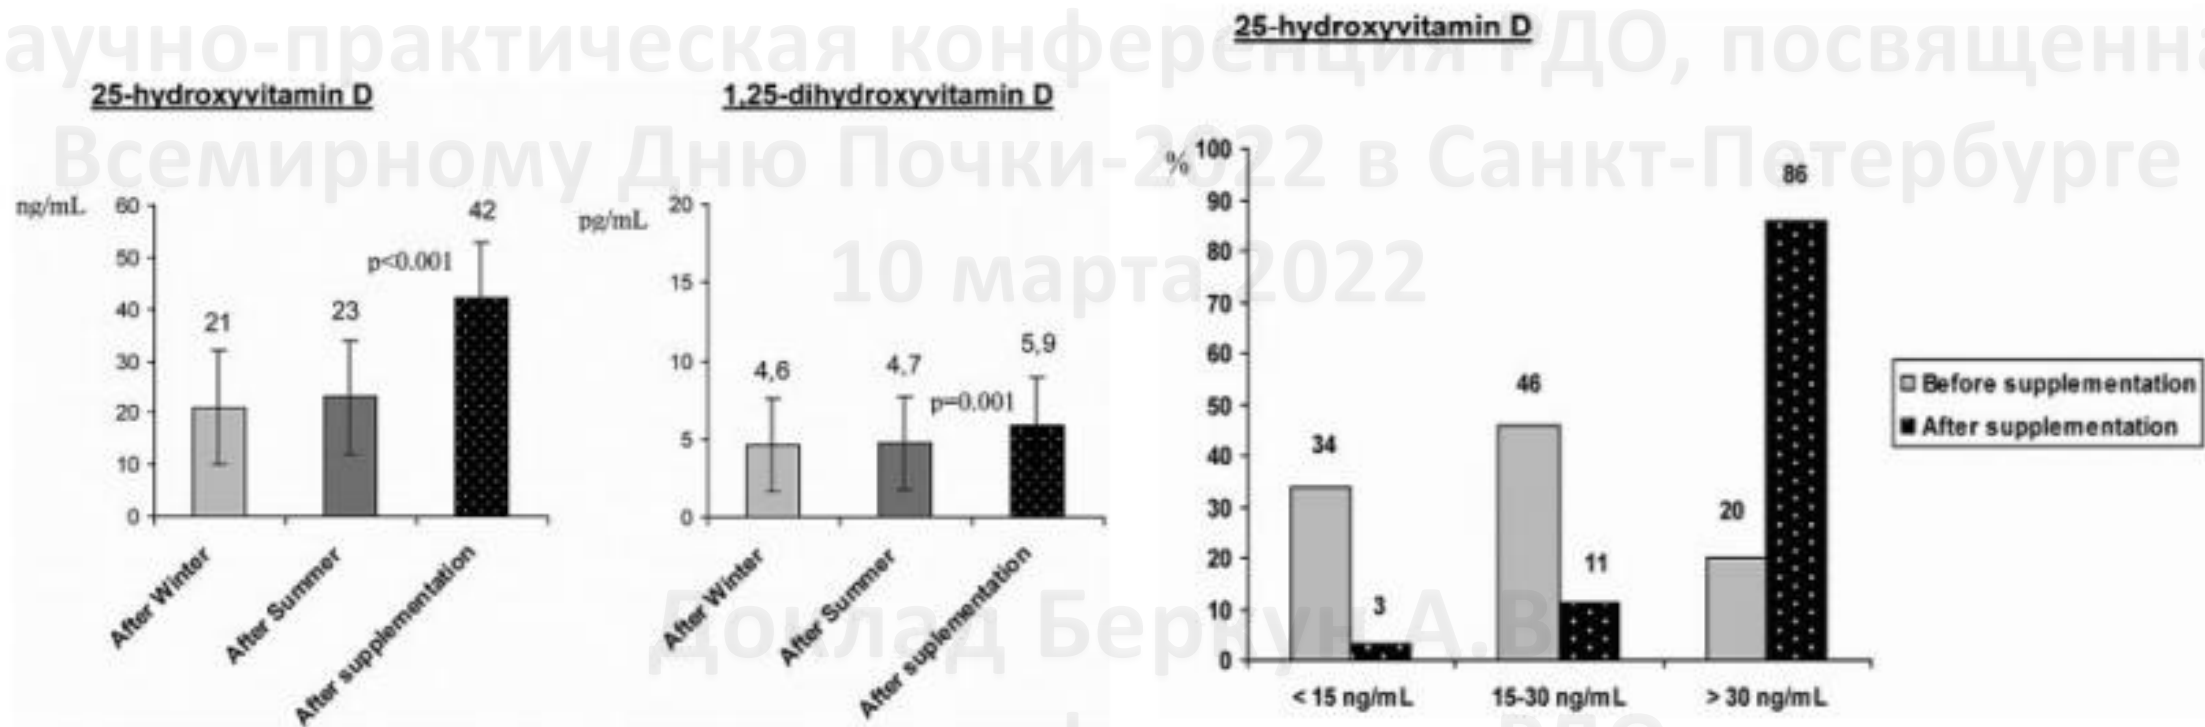 аучно-практическая конференция РДО, посвященна
Всемирному Дню Почки-2022 в Санкт-Петербурге
10 марта 2022
Доклад Беркун А.В
25-hydroxyvitamin D
ng/mL
60
50
40
30
20
10
0
21
23
p<0.001
42
After Winter
After Summer
After supplementation
1,25-dihydroxyvitamin D
pg/mL
20
15
10
5
0
4,6
4,7
p=0.001
5,9
After Winter
After Summer
After suplementation
25-hydroxyvitamin D
%
100
90
80
70
60
50
40
30
20
10
0
34
3
46
11
20
86
< 15 ng/mL
15-30 ng/mL
> 30 ng/mL
Before supplementation
After supplementation